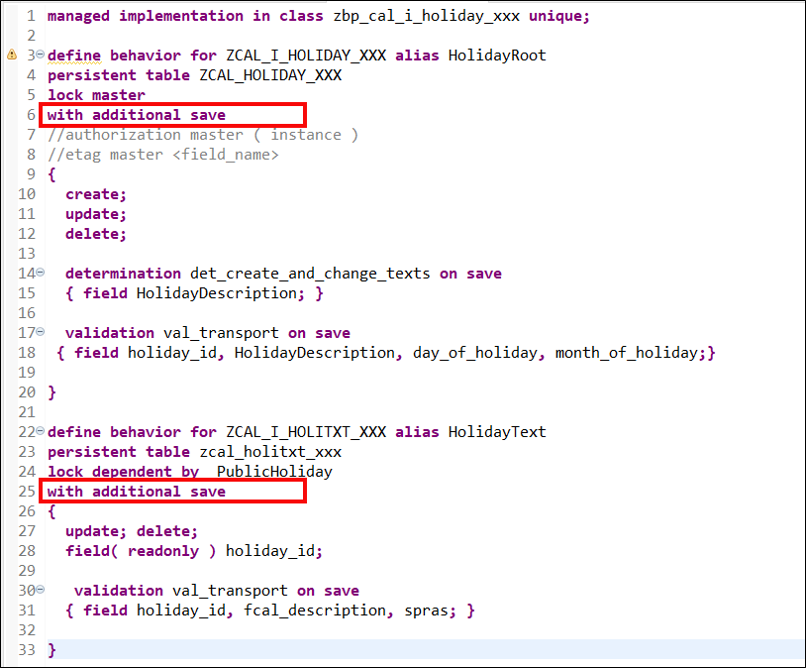 1 managed implementation in class zbp_cal_i_holiday_xxx unique;
2
3 define behavior for ZCAL_I_HOLIDAY_XXX alias HolidayRoot
4 persistent table ZCAL_HOLIDAY_XXX
5 lock master
6 with additional save
7 //authorization master ( instance )
8 //etag master <field_name>
9 {
10 create;
11 update;
12 delete;
13
14 determination det_create_and_change_texts on save
15 { field HolidayDescription; }
16
17 validation val_transport on save
18 { field holiday_id, HolidayDescription, day_of_holiday, month_of_holiday;}
19
20 }
21
22 define behavior for ZCAL_I_HOLITXT_XXX alias HolidayText
23 persistent table zcal_holitxt_xxx
24 lock dependent by _PublicHoliday
25 with additional save
26 {
27 update; delete;
28 field( readonly ) holiday_id;
29
30 validation val_transport on save
31 { field holiday_id, fcal_description, spras; }
32
33 }